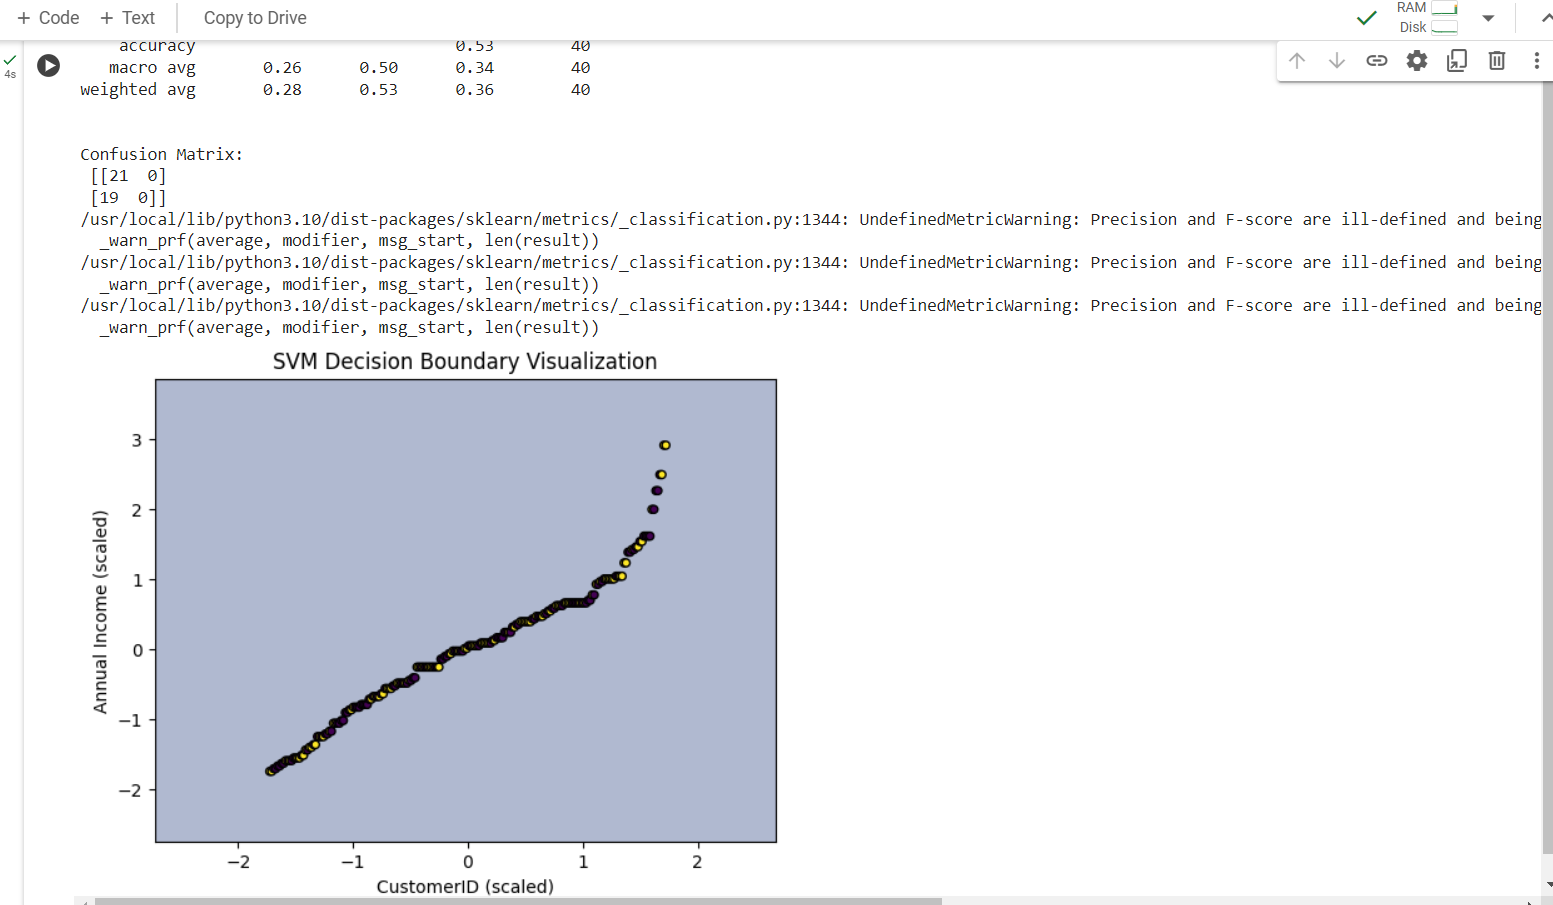 + Code + Text Copy to Drive
RAM
Disk
4s
accuracy 0.53 40
macro avg 0.26 0.50 0.34 40
weighted avg 0.28 0.53 0.36 40
Confusion Matrix:
[[21 0]
[19 0]]
/usr/local/lib/python3.10/dist-packages/sklearn/metrics/_classification.py:1344: UndefinedMetricWarning: Precision and F-score are ill-defined and being
_warn_prf(average, modifier, msg_start, len(result))
/usr/local/lib/python3.10/dist-packages/sklearn/metrics/_classification.py:1344: UndefinedMetricWarning: Precision and F-score are ill-defined and being
_warn_prf(average, modifier, msg_start, len(result))
/usr/local/lib/python3.10/dist-packages/sklearn/metrics/_classification.py:1344: UndefinedMetricWarning: Precision and F-score are ill-defined and being
_warn_prf(average, modifier, msg_start, len(result))
SVM Decision Boundary Visualization
Annual Income (scaled)
3
2
1
0
−1
−2
−2 −1 0 1 2
CustomerID (scaled)